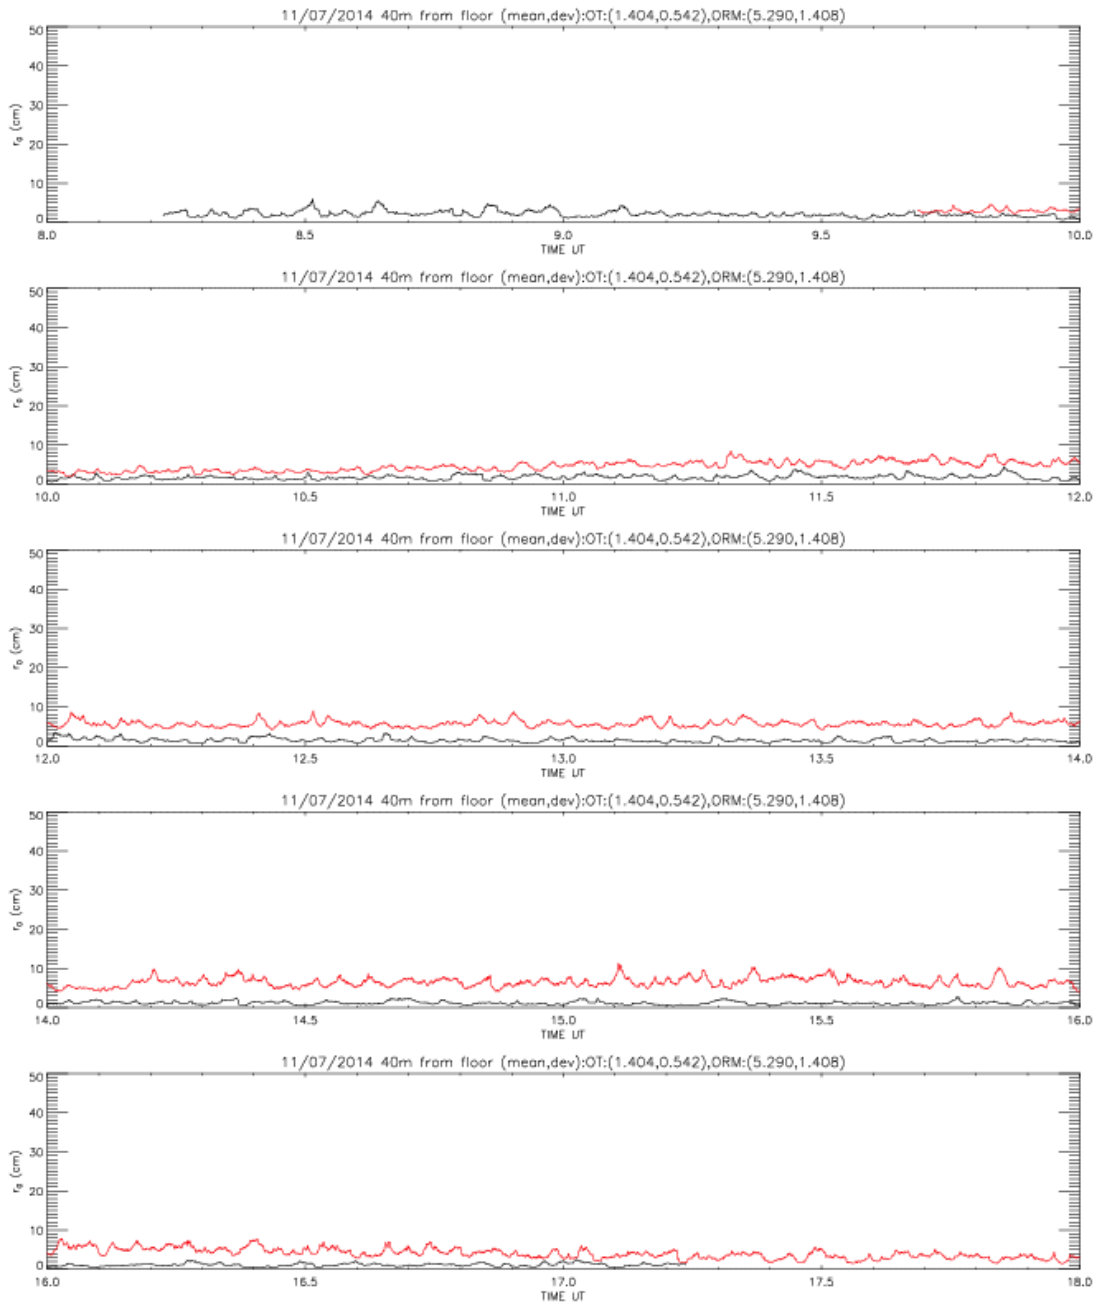 11/07/2014 40m from floor (mean,dev):OT:(1.404,0.542),ORM:(5.290,1.408)
50
40
30
20
10
0
r₀ (cm)
8.0 8.5 9.0 9.5 10.0
TIME UT
11/07/2014 40m from floor (mean,dev):OT:(1.404,0.542),ORM:(5.290,1.408)
50
40
30
20
10
0
r₀ (cm)
10.0 10.5 11.0 11.5 12.0
TIME UT
11/07/2014 40m from floor (mean,dev):OT:(1.404,0.542),ORM:(5.290,1.408)
50
40
30
20
10
0
r₀ (cm)
12.0 12.5 13.0 13.5 14.0
TIME UT
11/07/2014 40m from floor (mean,dev):OT:(1.404,0.542),ORM:(5.290,1.408)
50
40
30
20
10
0
r₀ (cm)
14.0 14.5 15.0 15.5 16.0
TIME UT
11/07/2014 40m from floor (mean,dev):OT:(1.404,0.542),ORM:(5.290,1.408)
50
40
30
20
10
0
r₀ (cm)
16.0 16.5 17.0 17.5 18.0
TIME UT